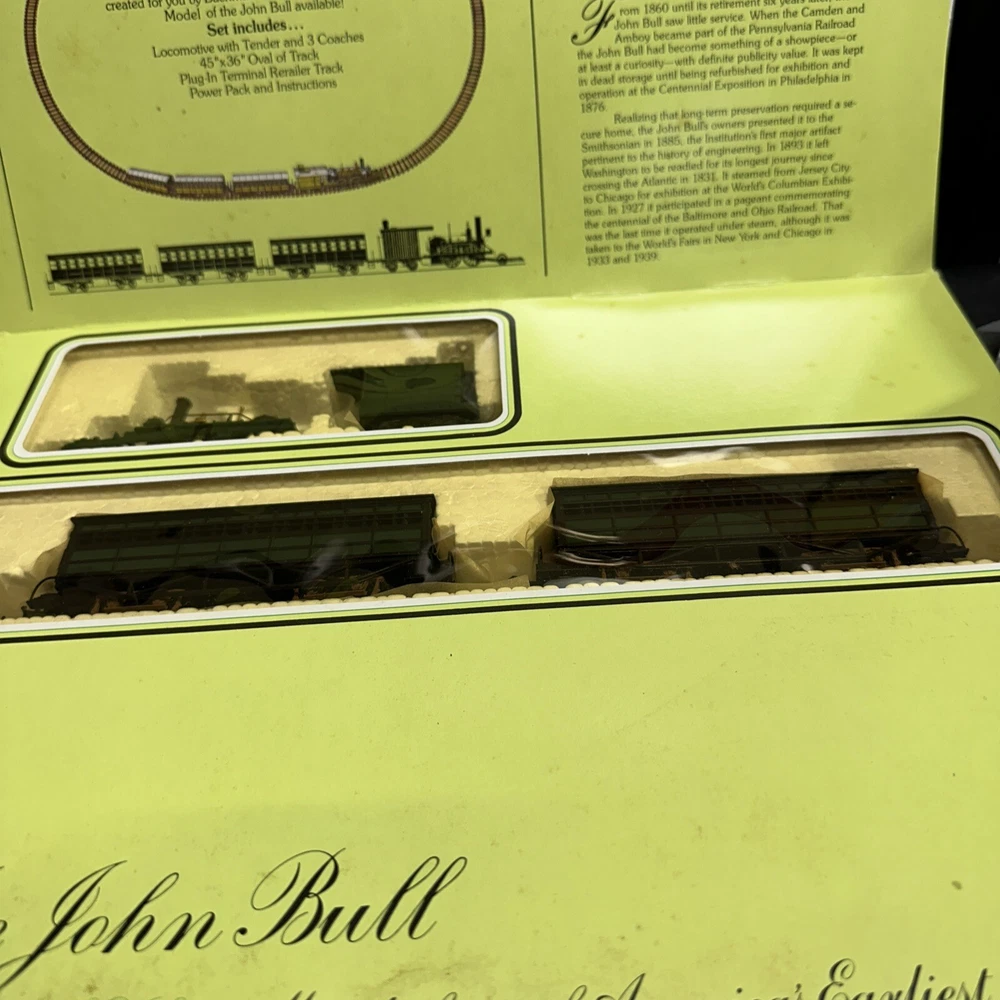 created for you by
Model of the John Bull available!
Set includes...
Locomotive with Tender and 3 Coaches
45"x36" Oval of Track
Plug-In Terminal Rerailer Track
Power Pack and Instructions
From 1860 until its retirement six years later, the
John Bull saw little service. When the Camden and
Amboy became part of the Pennsylvania Railroad
the John Bull had become something of a showpiece—or
at least a curiosity—with definite publicity value. It was kept
in dead storage until being refurbished for exhibition and
operation at the Centennial Exposition in Philadelphia in
1876.
Realizing that long-term preservation required a se-
cure home, the John Bull's owners presented it to the
Smithsonian in 1885, the Institution's first major artifact
pertinent to the history of engineering. In 1893 it left
Washington to be readied for its longest journey since
crossing the Atlantic in 1831. It steamed from Jersey City
to Chicago for exhibition at the World's Columbian Exhibi-
tion. In 1927 it participated in a pageant commemorating
the centennial of the Baltimore and Ohio Railroad. That
was the last time it operated under steam, although it was
taken to the World's Fairs in New York and Chicago in
1933 and 1939.
John Bull
of America's Earliest